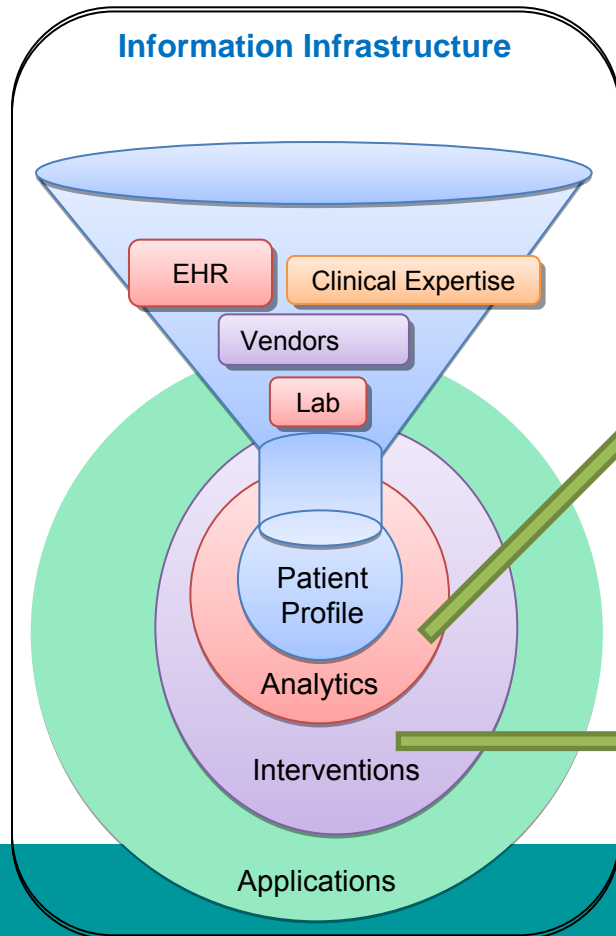 Information Infrastructure
EHR
Clinical Expertise
Vendors
Lab
Patient
Profile
Analytics
Interventions
Applications